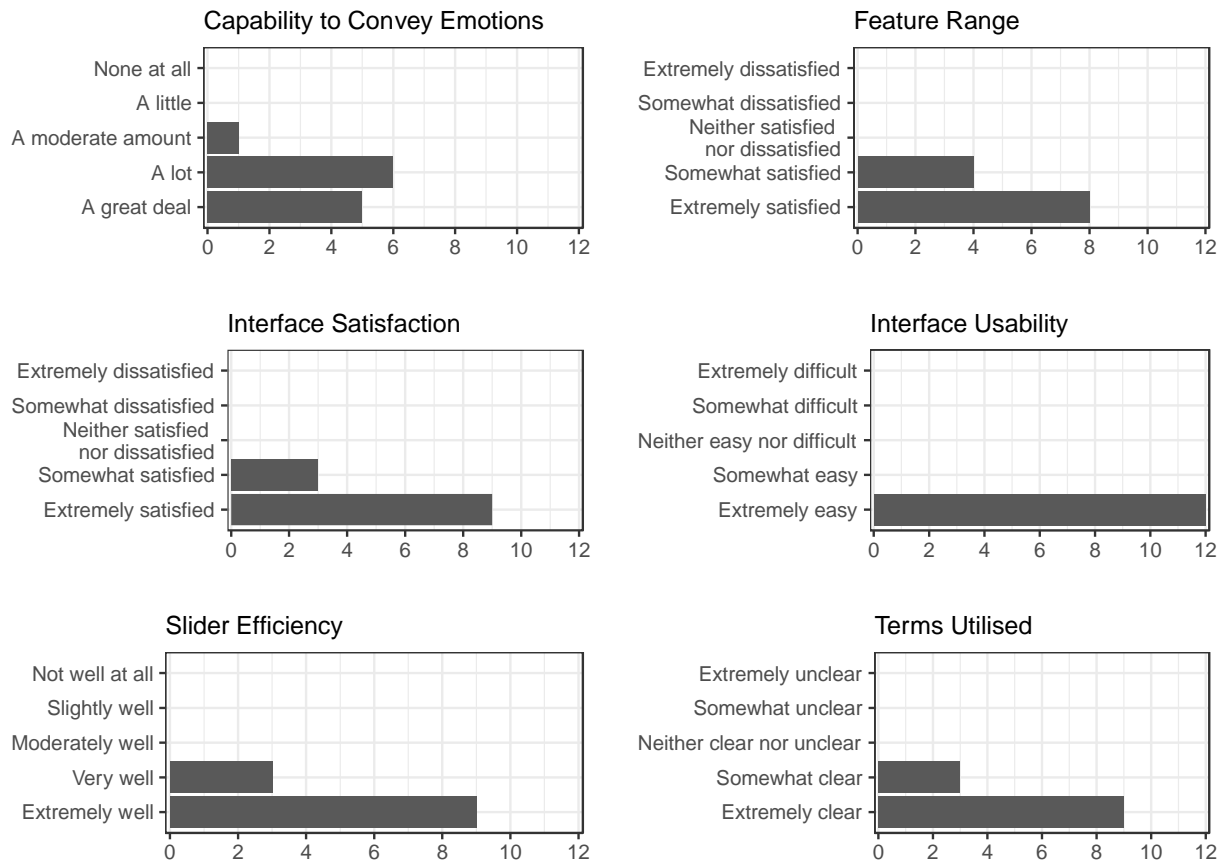 Capability to Convey Emotions
None at all
A little
A moderate amount
A lot
A great deal
0 2 4 6 8 10 12
Feature Range
Extremely dissatisfied
Somewhat dissatisfied
Neither satisfied
nor dissatisfied
Somewhat satisfied
Extremely satisfied
0 2 4 6 8 10 12
Interface Satisfaction
Extremely dissatisfied
Somewhat dissatisfied
Neither satisfied
nor dissatisfied
Somewhat satisfied
Extremely satisfied
0 2 4 6 8 10 12
Interface Usability
Extremely difficult
Somewhat difficult
Neither easy nor difficult
Somewhat easy
Extremely easy
0 2 4 6 8 10 12
Slider Efficiency
Not well at all
Slightly well
Moderately well
Very well
Extremely well
0 2 4 6 8 10 12
Terms Utilised
Extremely unclear
Somewhat unclear
Neither clear nor unclear
Somewhat clear
Extremely clear
0 2 4 6 8 10 12